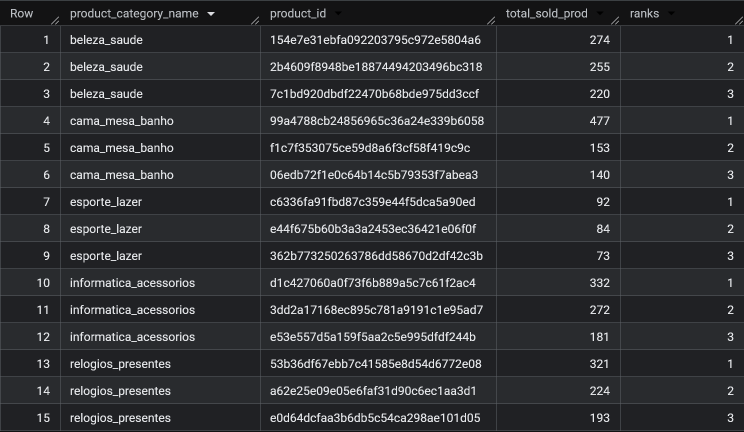 Row product_category_name product_id total_sold_prod ranks
1 beleza_saude 154e7e31ebfa092203795c972e5804a6 274 1
2 beleza_saude 2b4609f8948be18874494203496bc318 255 2
3 beleza_saude 7c1bd920dbdf22470b68bde975dd3ccf 220 3
4 cama_mesa_banho 99a4788cb24856965c36a24e339b6058 477 1
5 cama_mesa_banho f1c7f353075ce59d8a6f3cf58f419c9c 153 2
6 cama_mesa_banho 06edb72f1e0c64b14c5b79353f7abea3 140 3
7 esporte_lazer c6336fa91fbd87c359e44f5dca5a90ed 92 1
8 esporte_lazer e44f675b60b3a3a2453ec36421e06f0f 84 2
9 esporte_lazer 362b773250263786dd58670d2df42c3b 73 3
10 informatica_acessorios d1c427060a0f73f6b889a5c7c61f2ac4 332 1
11 informatica_acessorios 3dd2a17168ec895c781a9191c1e95ad7 272 2
12 informatica_acessorios e53e557d5a159f5aa2c5e995dfdf244b 181 3
13 relogios_presentes 53b36df67ebb7c41585e8d54d6772e08 321 1
14 relogios_presentes a62e25e09e05e6faf31d90c6ec1aa3d1 224 2
15 relogios_presentes e0d64dcfaa3b6db5c54ca298ae101d05 193 3